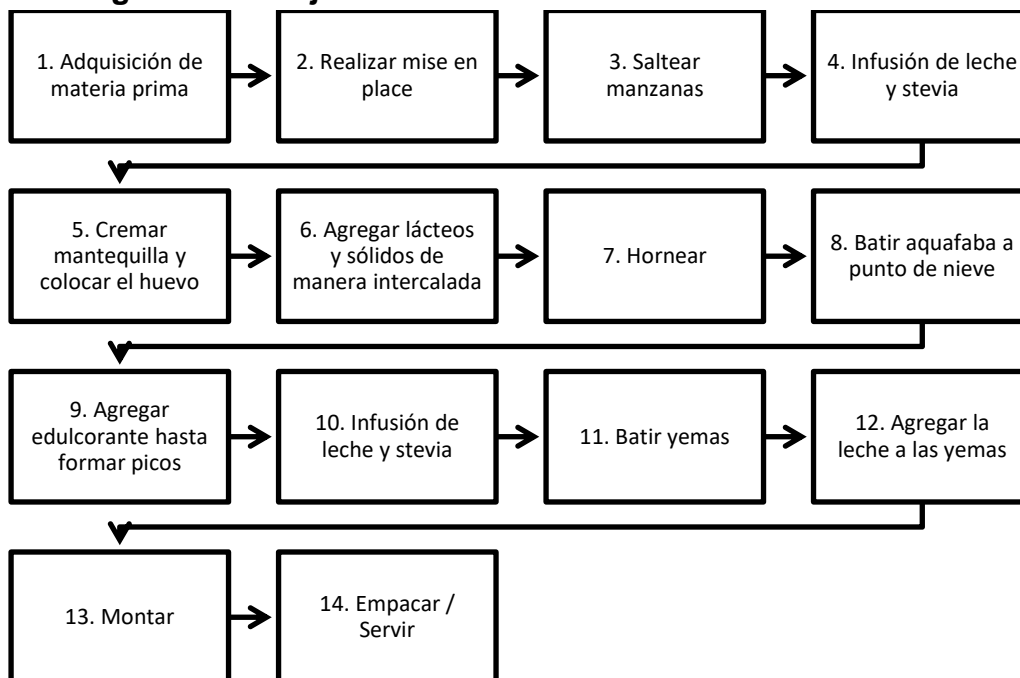 1. Adquisición de
materia prima
2. Realizar mise en
place
3. Saltear
manzanas
4. Infusión de leche
y stevia
5. Cremar
mantequilla y
colocar el huevo
6. Agregar lácteos
y sólidos de
manera intercalada
7. Hornear
8. Batir aquafaba a
punto de nieve
9. Agregar
edulcorante hasta
formar picos
10. Infusión de
leche y stevia
11. Batir yemas
12. Agregar la
leche a las yemas
13. Montar
14. Empacar /
Servir